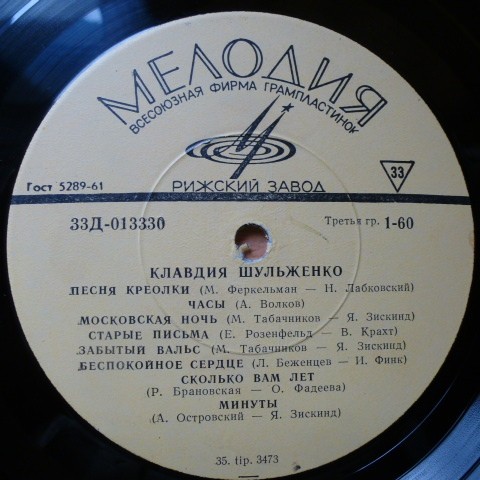 МЕЛОДИЯ
ВСЕСОЮЗНАЯ ФИРМА ГРАМПЛАСТИНОК
Гост 5289-61
РИЖСКИЙ ЗАВОД
33
33Д-013330
Третья гр. 1-60
КЛАВДИЯ ШУЛЬЖЕНКО
ПЕСНЯ КРЕОЛКИ (М. Феркельман — Н. Лабковский)
ЧАСЫ (А. Волков)
МОСКОВСКАЯ НОЧЬ (М. Табачников — Я. Зискинд)
СТАРЫЕ ПИСЬМА (Е. Розенфельд — В. Крахт)
ЗАБЫТЫЙ ВАЛЬС (М. Табачников — Я. Зискинд)
БЕСПОКОЙНОЕ СЕРДЦЕ (Л. Беженцев — И. Финк)
СКОЛЬКО ВАМ ЛЕТ
(Р. Брановская — О. Фадеева)
МИНУТЫ
(А. Островский — Я. Зискинд)
35. tip. 3473